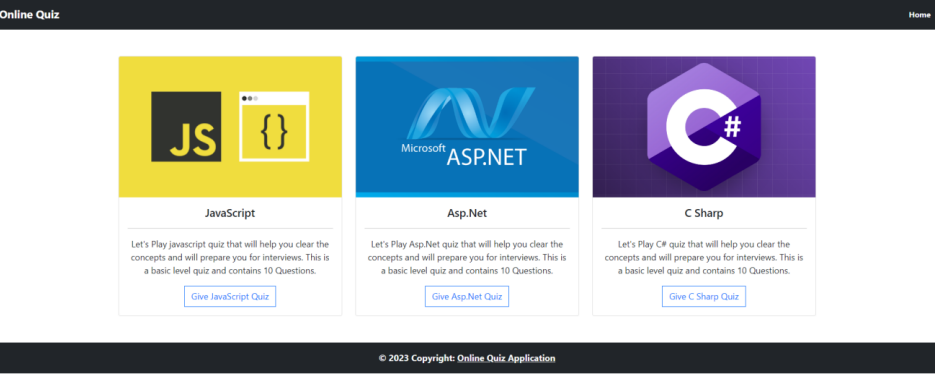 Online Quiz
Home
JS
{}
Microsoft
ASP.NET
C#
JavaScript
Let's Play javascript quiz that will help you clear the
concepts and will prepare you for interviews. This is
a basic level quiz and contains 10 Questions.
Give JavaScript Quiz
Asp.Net
Let's Play Asp.Net quiz that will help you clear the
concepts and will prepare you for interviews. This is
a basic level quiz and contains 10 Questions.
Give Asp.Net Quiz
C Sharp
Let's Play C# quiz that will help you clear the
concepts and will prepare you for interviews. This is
a basic level quiz and contains 10 Questions.
Give C Sharp Quiz
© 2023 Copyright: Online Quiz Application